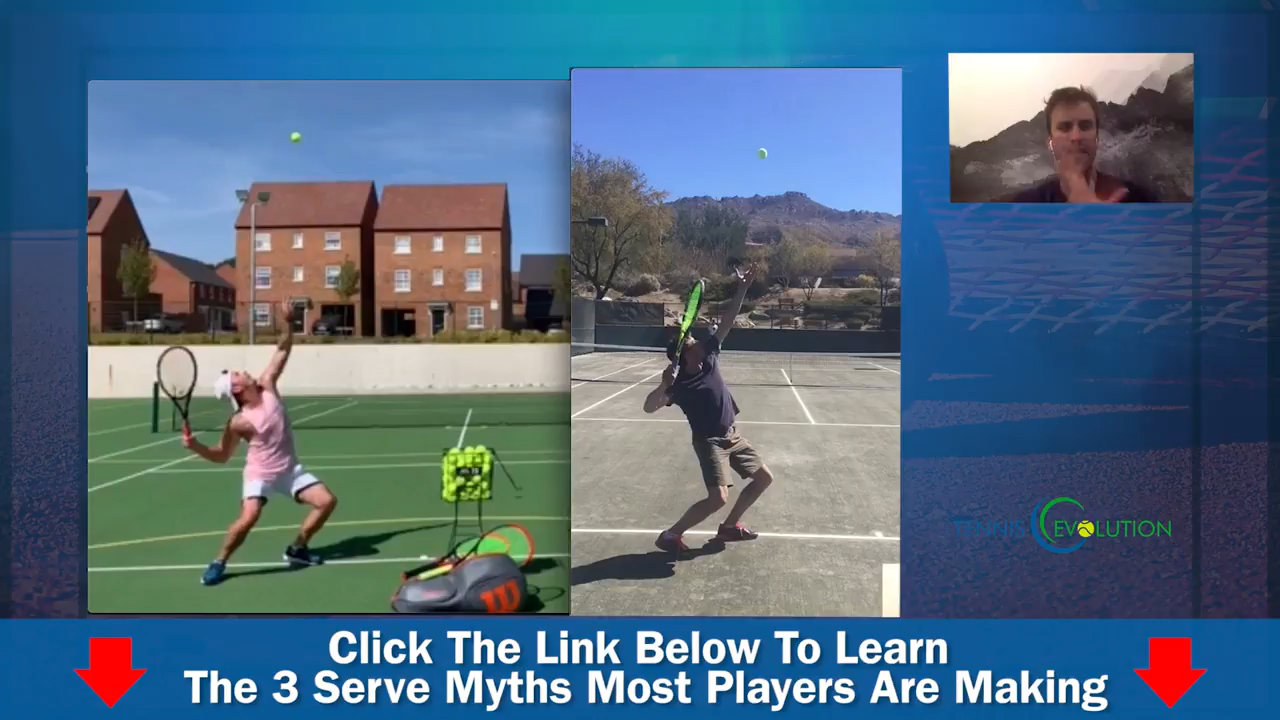 TENNIS EVOLUTION
Click The Link Below To Learn
The 3 Serve Myths Most Players Are Making